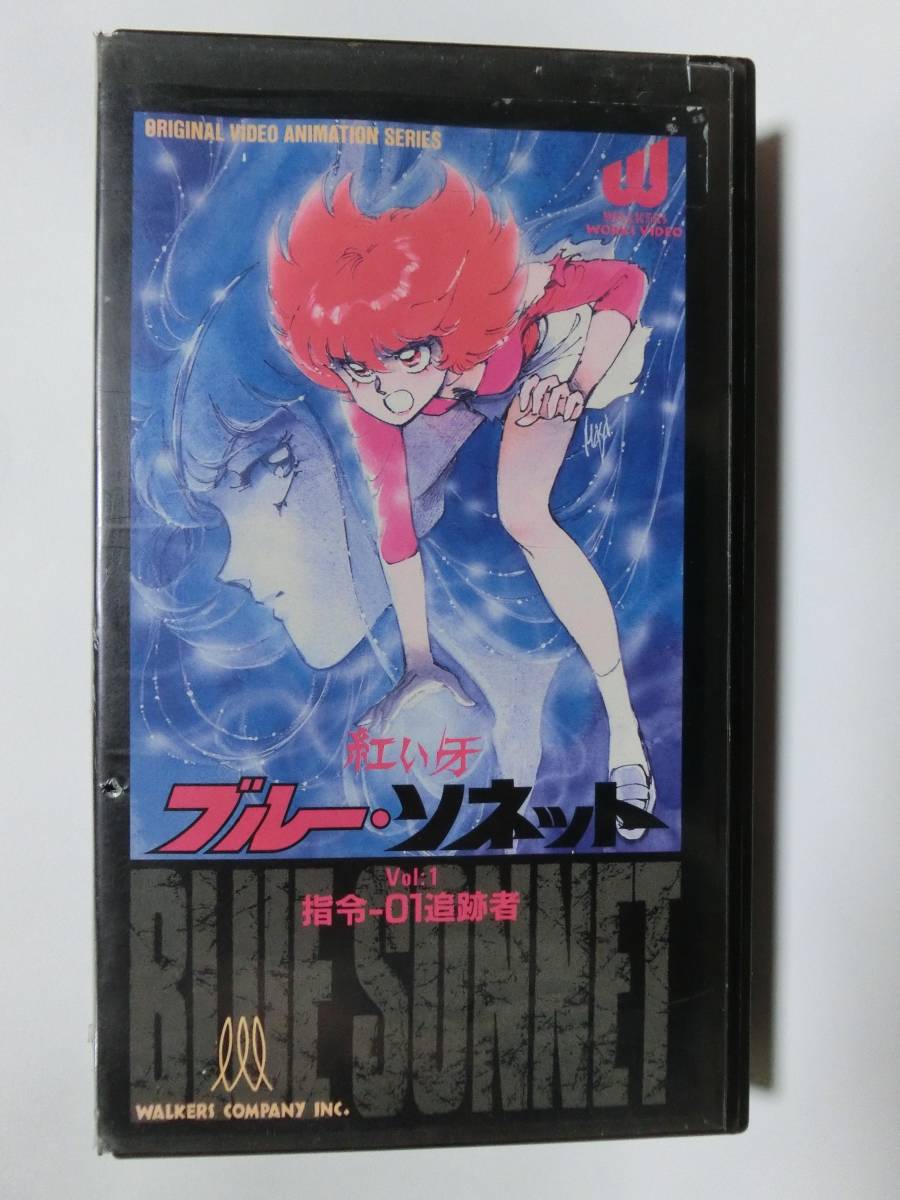 ORIGINAL VIDEO ANIMATION SERIES
WALKERS
WORKS VIDEO
紅い牙
ブルー・ソネット
BLUE SONNET
Vol:1
指令-01追跡者
WALKERS COMPANY INC.